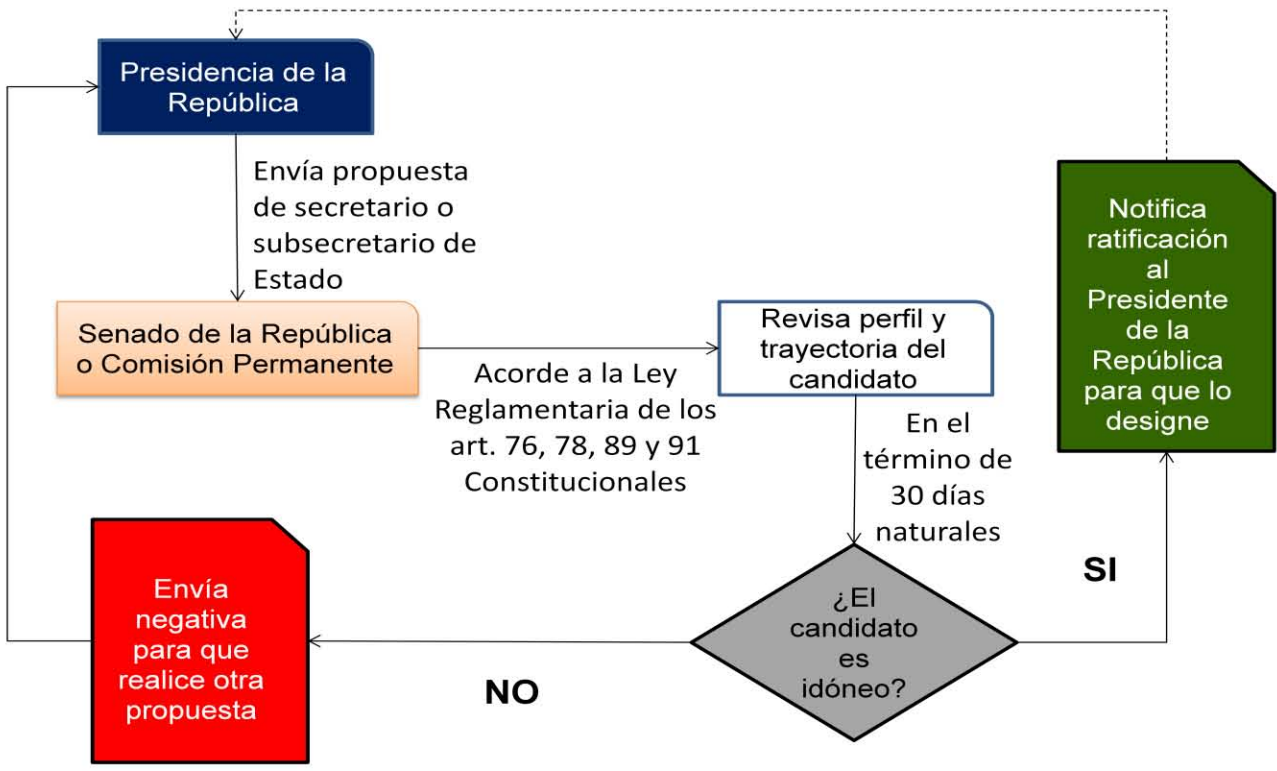 Presidencia de la
República
Envía propuesta
de secretario o
subsecretario de
Estado
Senado de la República
o Comisión Permanente
Acorde a la Ley
Reglamentaria de los
art. 76, 78, 89 y 91
Constitucionales
Revisa perfil y
trayectoria del
candidato
En el
término de
30 días
naturales
¿El
candidato
es
idóneo?
SI
Notifica
ratificación
al
Presidente
de la
República
para que lo
designe
NO
Envía
negativa
para que
realice otra
propuesta